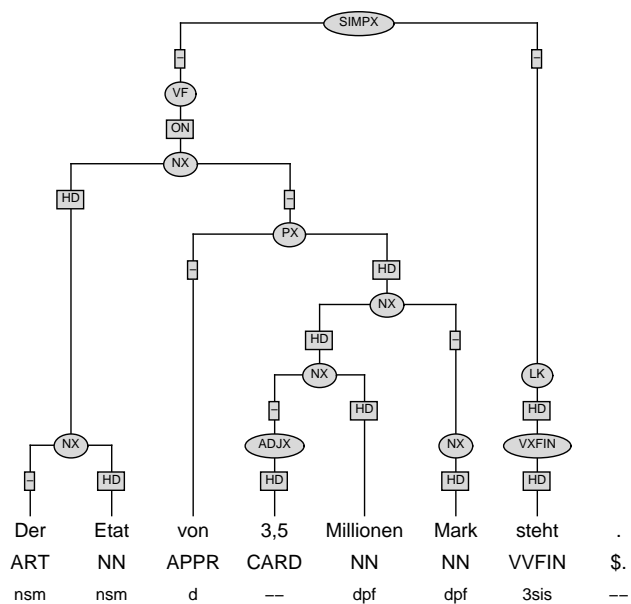 SIMPX
– –
VF
ON
NX
HD –
PX
– HD
NX
HD –
NX LK
– HD HD
NX ADJX NX VXFIN
– HD HD HD HD
Der Etat von 3,5 Millionen Mark steht .
ART NN APPR CARD NN NN VVFIN $.
nsm nsm d –– dpf dpf 3sis ––